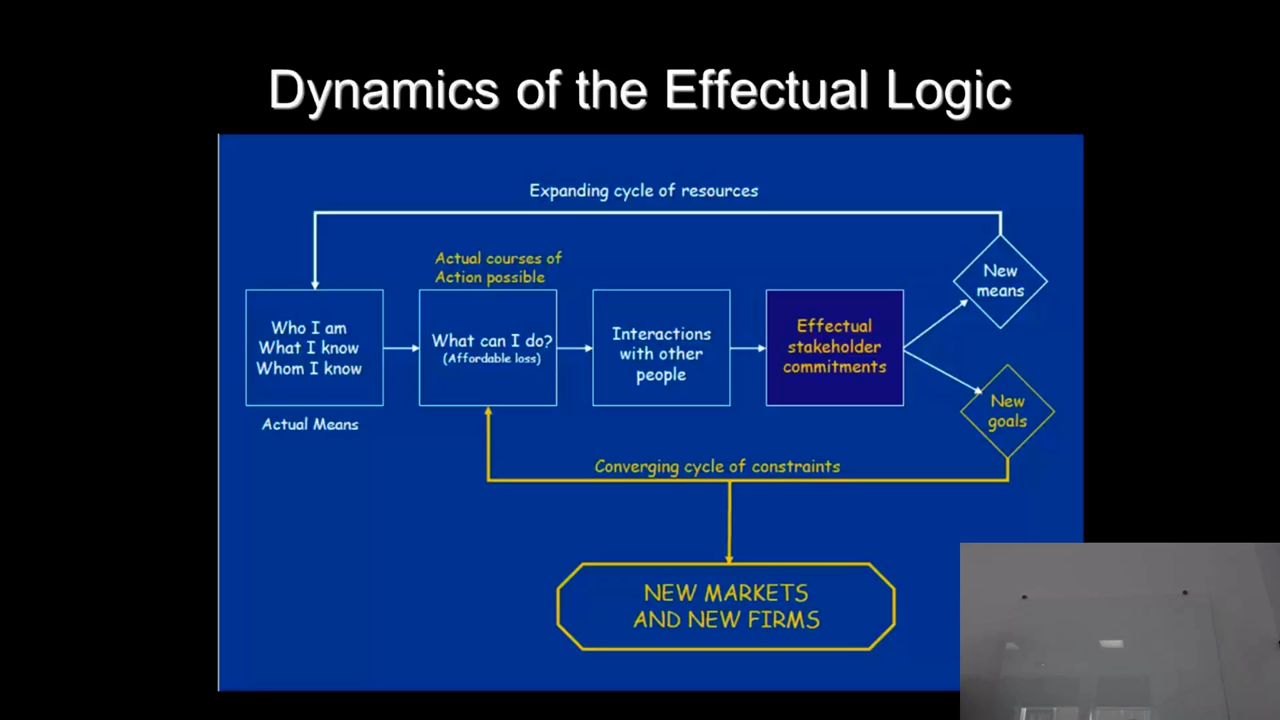 Dynamics of the Effectual Logic
Expanding cycle of resources
Actual courses of
Action possible
Who I am
What I know
Whom I know
Actual Means
What can I do?
(Affordable loss)
Interactions
with other
people
Effectual
stakeholder
commitments
New
means
New
goals
Converging cycle of constraints
NEW MARKETS
AND NEW FIRMS